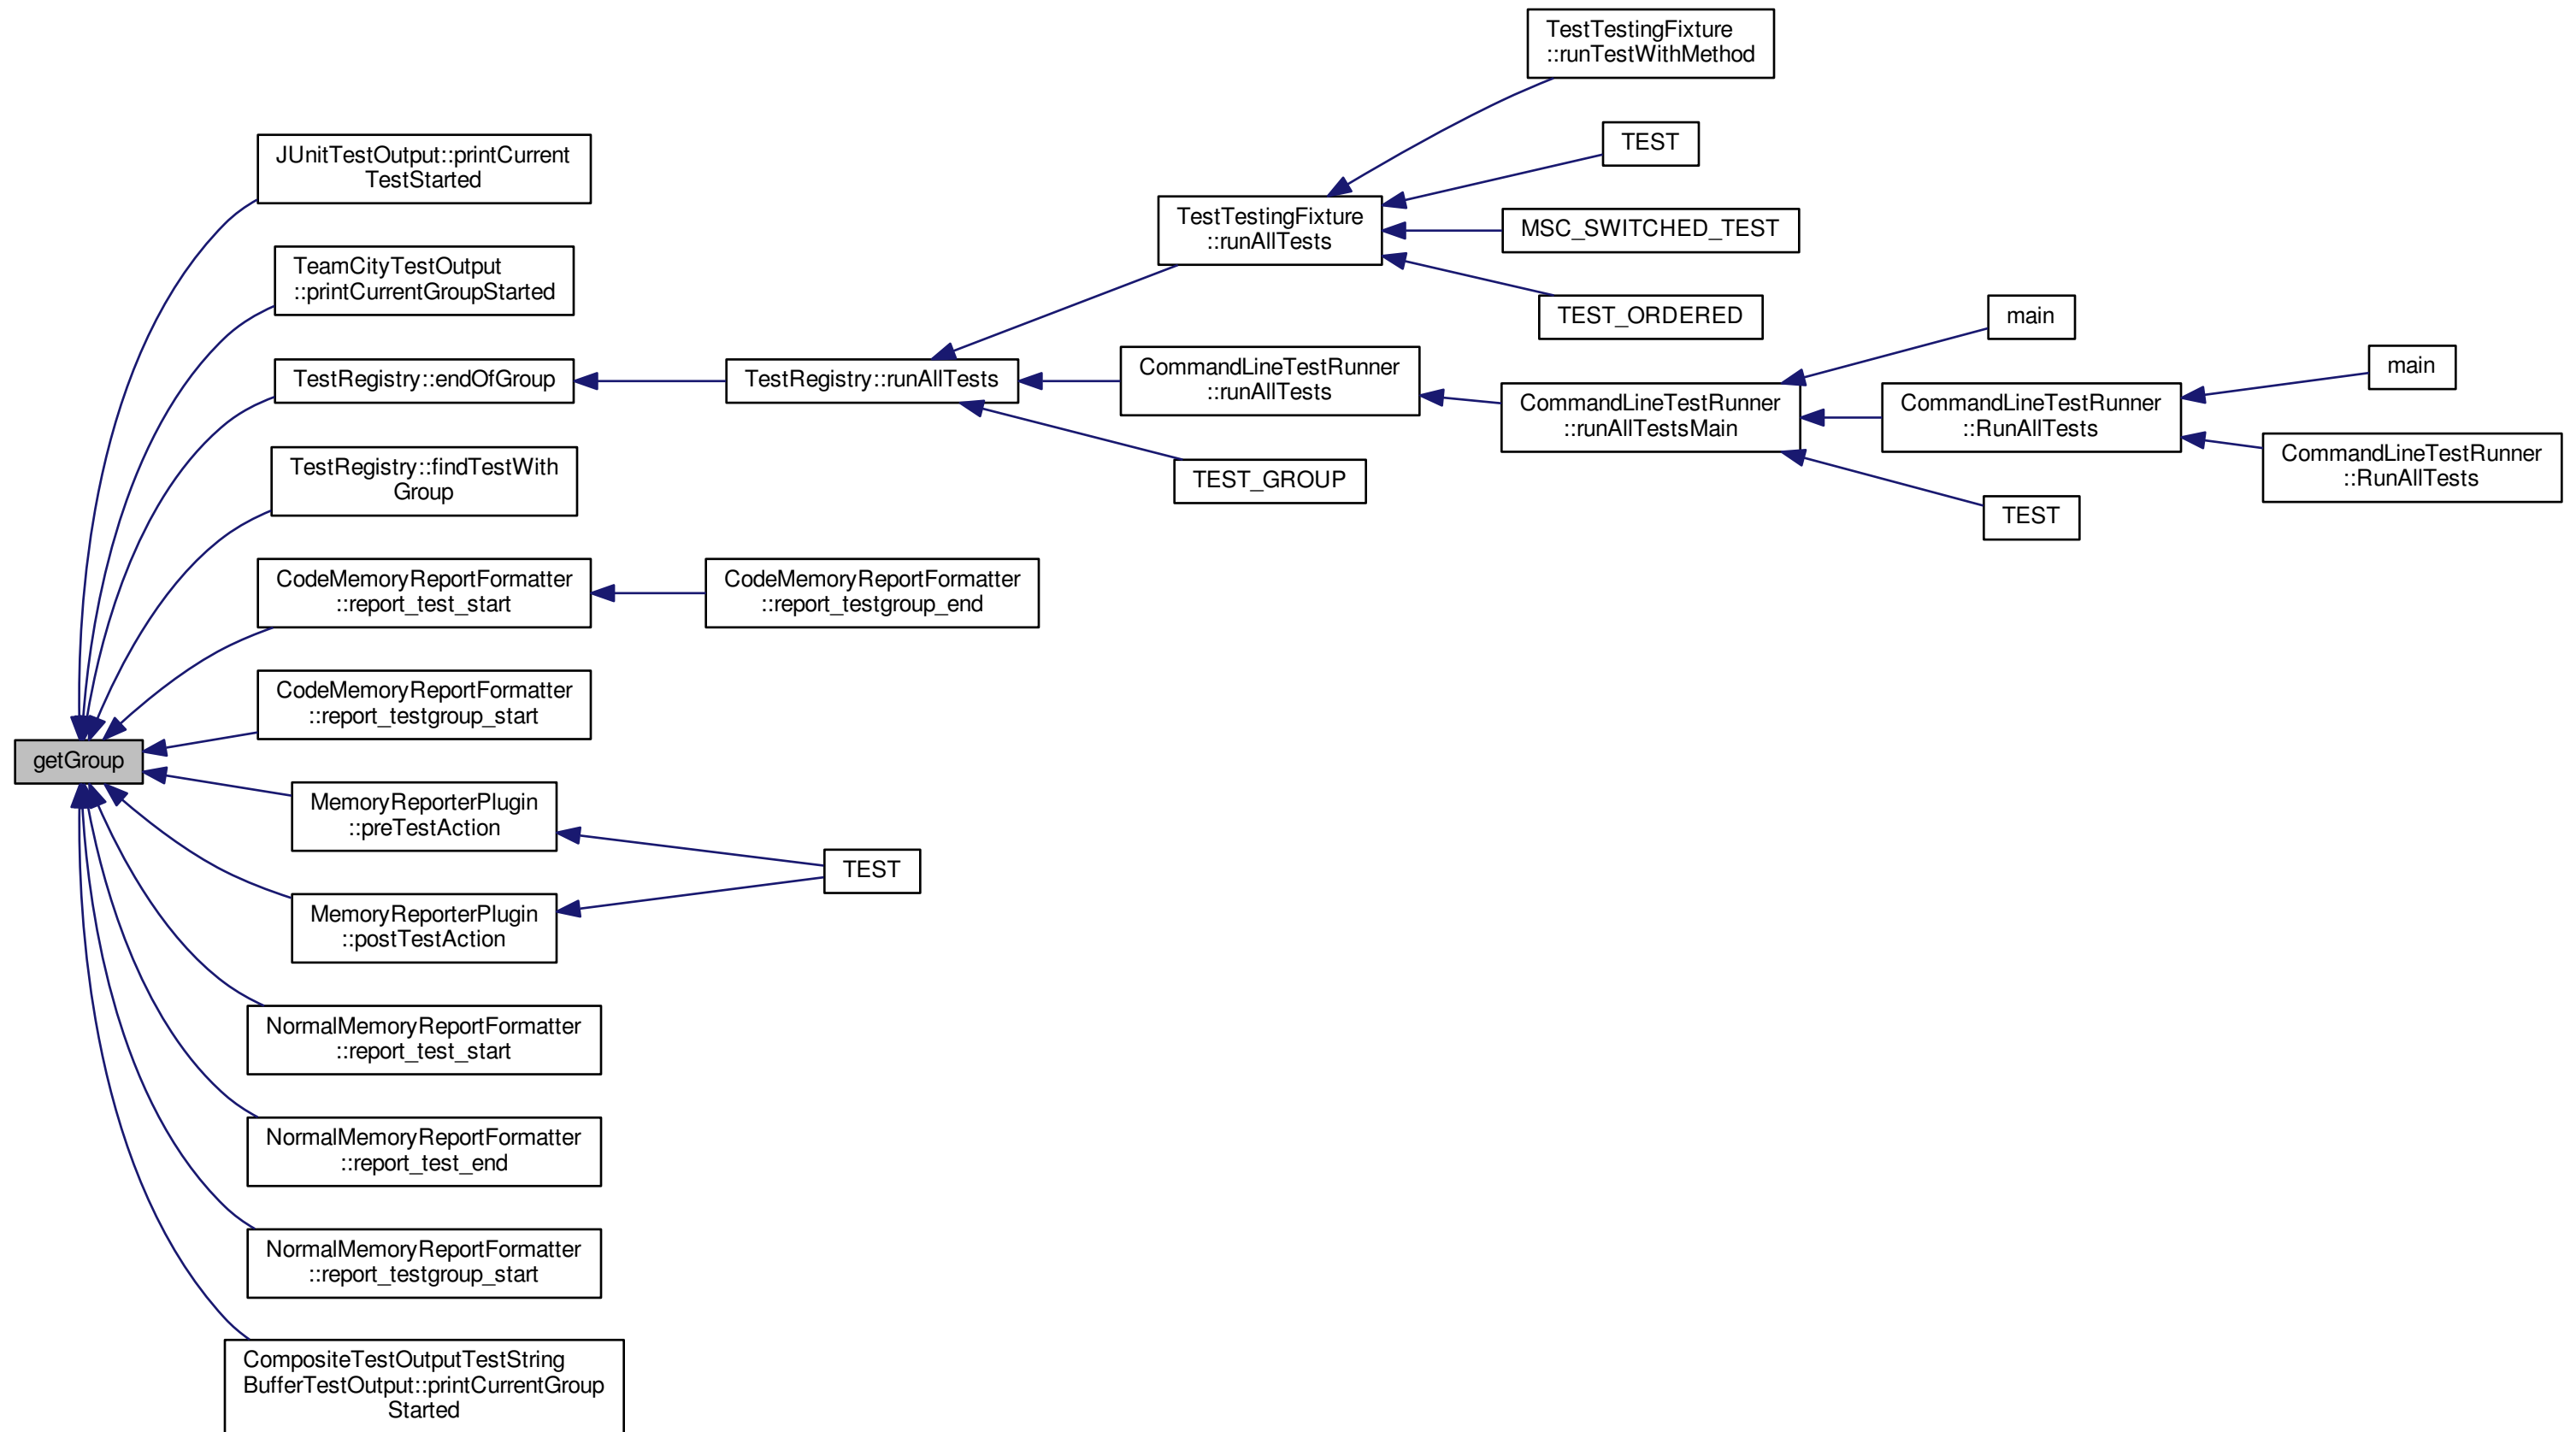 TestTestingFixture
::runTestWithMethod
TEST
MSC_SWITCHED_TEST
TEST_ORDERED
TestTestingFixture
::runAllTests
JUnitTestOutput::printCurrent
TestStarted
TeamCityTestOutput
::printCurrentGroupStarted
TestRegistry::endOfGroup
TestRegistry::runAllTests
CommandLineTestRunner
::runAllTests
TEST_GROUP
CommandLineTestRunner
::runAllTestsMain
main
CommandLineTestRunner
::RunAllTests
TEST
main
CommandLineTestRunner
::RunAllTests
TestRegistry::findTestWith
Group
CodeMemoryReportFormatter
::report_test_start
CodeMemoryReportFormatter
::report_testgroup_end
CodeMemoryReportFormatter
::report_testgroup_start
getGroup
MemoryReporterPlugin
::preTestAction
TEST
MemoryReporterPlugin
::postTestAction
NormalMemoryReportFormatter
::report_test_start
NormalMemoryReportFormatter
::report_test_end
NormalMemoryReportFormatter
::report_testgroup_start
CompositeTestOutputTestString
BufferTestOutput::printCurrentGroup
Started